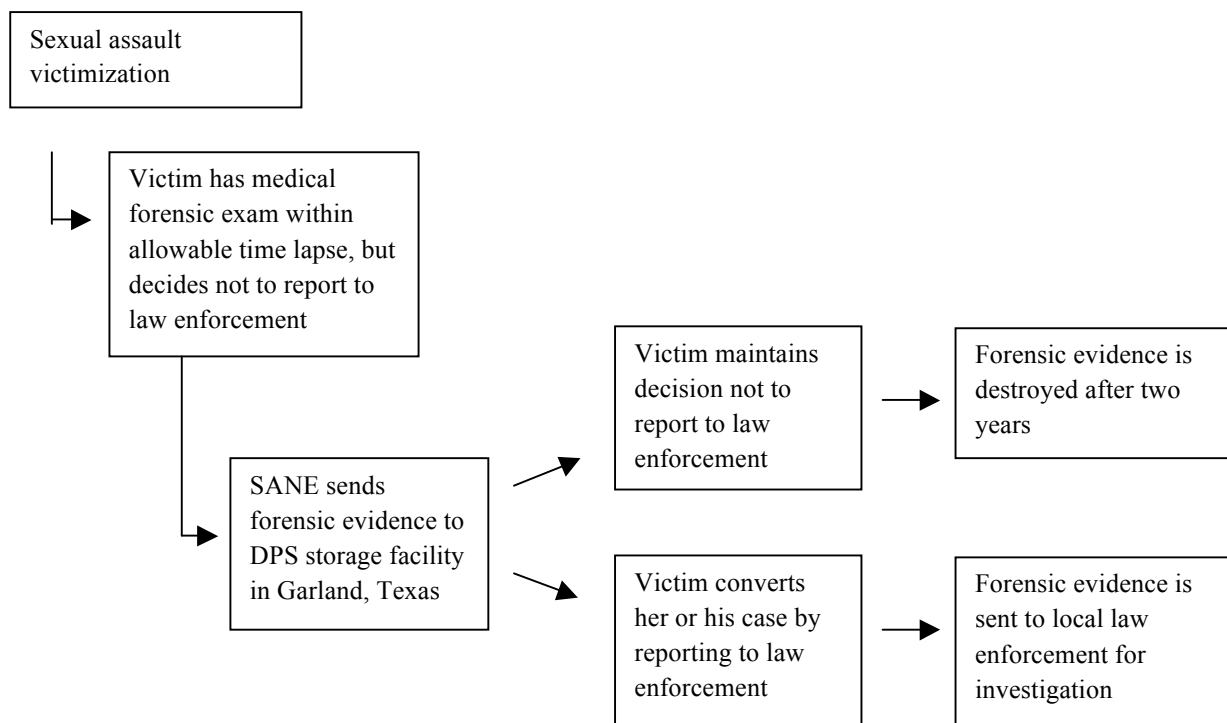 Sexual assault
victimization
Victim has medical
forensic exam within
allowable time lapse, but
decides not to report to
law enforcement
SANE sends
forensic evidence to
DPS storage facility
in Garland, Texas
Victim maintains
decision not to
report to law
enforcement
Forensic evidence is
destroyed after two
years
Victim converts
her or his case by
reporting to law
enforcement
Forensic evidence is
sent to local law
enforcement for
investigation